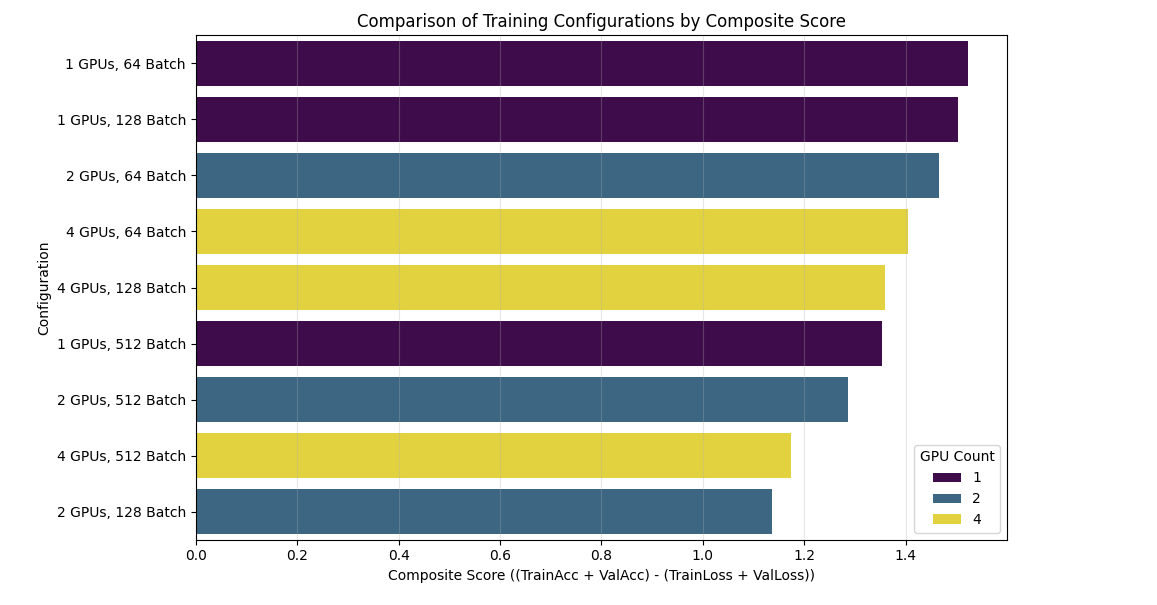 Comparison of Training Configurations by Composite Score
Configuration
1 GPUs, 64 Batch
1 GPUs, 128 Batch
2 GPUs, 64 Batch
4 GPUs, 64 Batch
4 GPUs, 128 Batch
1 GPUs, 512 Batch
2 GPUs, 512 Batch
4 GPUs, 512 Batch
2 GPUs, 128 Batch
GPU Count
1
2
4
0.0 0.2 0.4 0.6 0.8 1.0 1.2 1.4
Composite Score ((TrainAcc + ValAcc) - (TrainLoss + ValLoss))